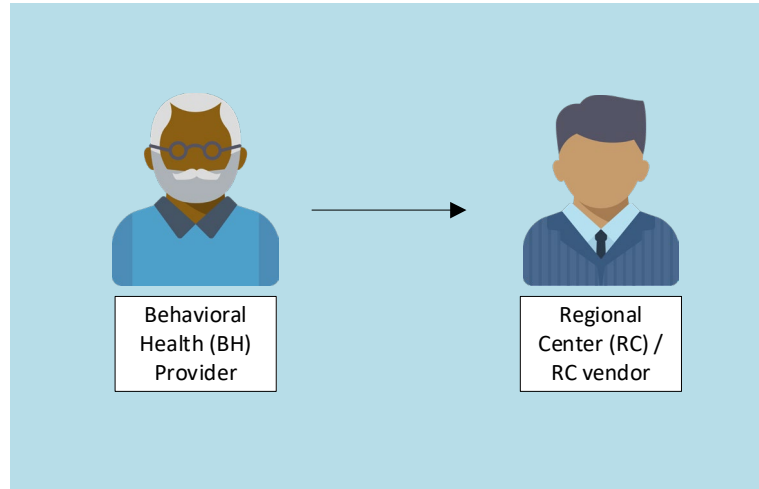 Behavioral
Health (BH)
Provider
Regional
Center (RC) /
RC vendor